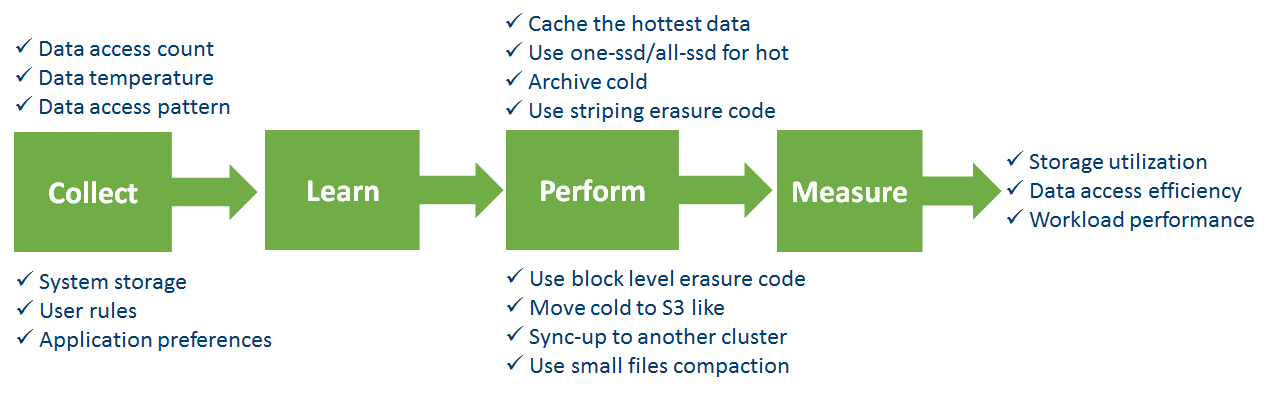 ✓ Data access count
✓ Data temperature
✓ Data access pattern
✓ Cache the hottest data
✓ Use one-ssd/all-ssd for hot
✓ Archive cold
✓ Use striping erasure code
Collect
Learn
Perform
Measure
✓ Storage utilization
✓ Data access efficiency
✓ Workload performance
✓ System storage
✓ User rules
✓ Application preferences
✓ Use block level erasure code
✓ Move cold to S3 like
✓ Sync-up to another cluster
✓ Use small files compaction